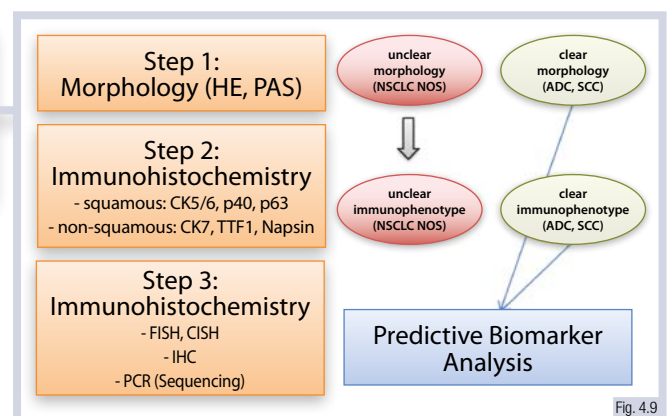 Step 1:
Morphology (HE, PAS)
unclear
morphology
(NSCLC NOS)
clear
morphology
(ADC, SCC)
Step 2:
Immunohistochemistry
- squamous: CK5/6, p40, p63
- non-squamous: CK7, TTF1, Napsin
unclear
immunophenotype
(NSCLC NOS)
clear
immunophenotype
(ADC, SCC)
Step 3:
Immunohistochemistry
- FISH, CISH
- IHC
- PCR (Sequencing)
Predictive Biomarker
Analysis
Fig. 4.9